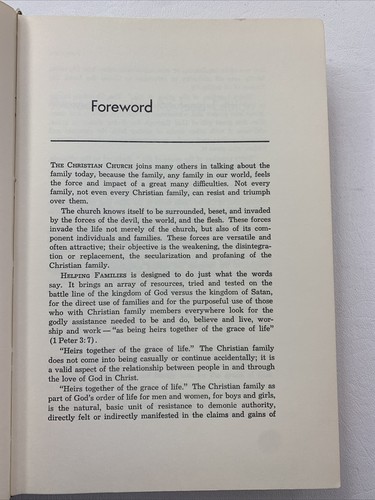 Foreword
THE CHRISTIAN CHURCH joins many others in talking about the
family today, because the family, any family in our world, feels
the force and impact of a great many difficulties. Not every
family, not even every Christian family, can resist and triumph
over them.
The church knows itself to be surrounded, beset, and invaded
by the forces of the devil, the world, and the flesh. These forces
invade the life not merely of the church, but also of its com-
ponent individuals and families. These forces are versatile and
often attractive; their objective is the weakening, the disintegra-
tion or replacement, the secularization and profaning of the
Christian family.
HELPING FAMILIES is designed to do just what the words
say. It brings an array of resources, tried and tested on the
battle line of the kingdom of God versus the kingdom of Satan,
for the direct use of families and for the purposeful use of those
who with Christian family members everywhere look for the
godly assistance needed to be and do, believe and live, wor-
ship and work — "as being heirs together of the grace of life"
(1 Peter 3:7).
"Heirs together of the grace of life." The Christian family
does not come into being casually or continue accidentally; it is
a valid aspect of the relationship between people in and through
the love of God in Christ.
"Heirs together of the grace of life." The Christian family as
part of God's order of life for men and women, for boys and girls,
is the natural, basic unit of resistance to demonic authority,
directly felt or indirectly manifested in the claims and gains of